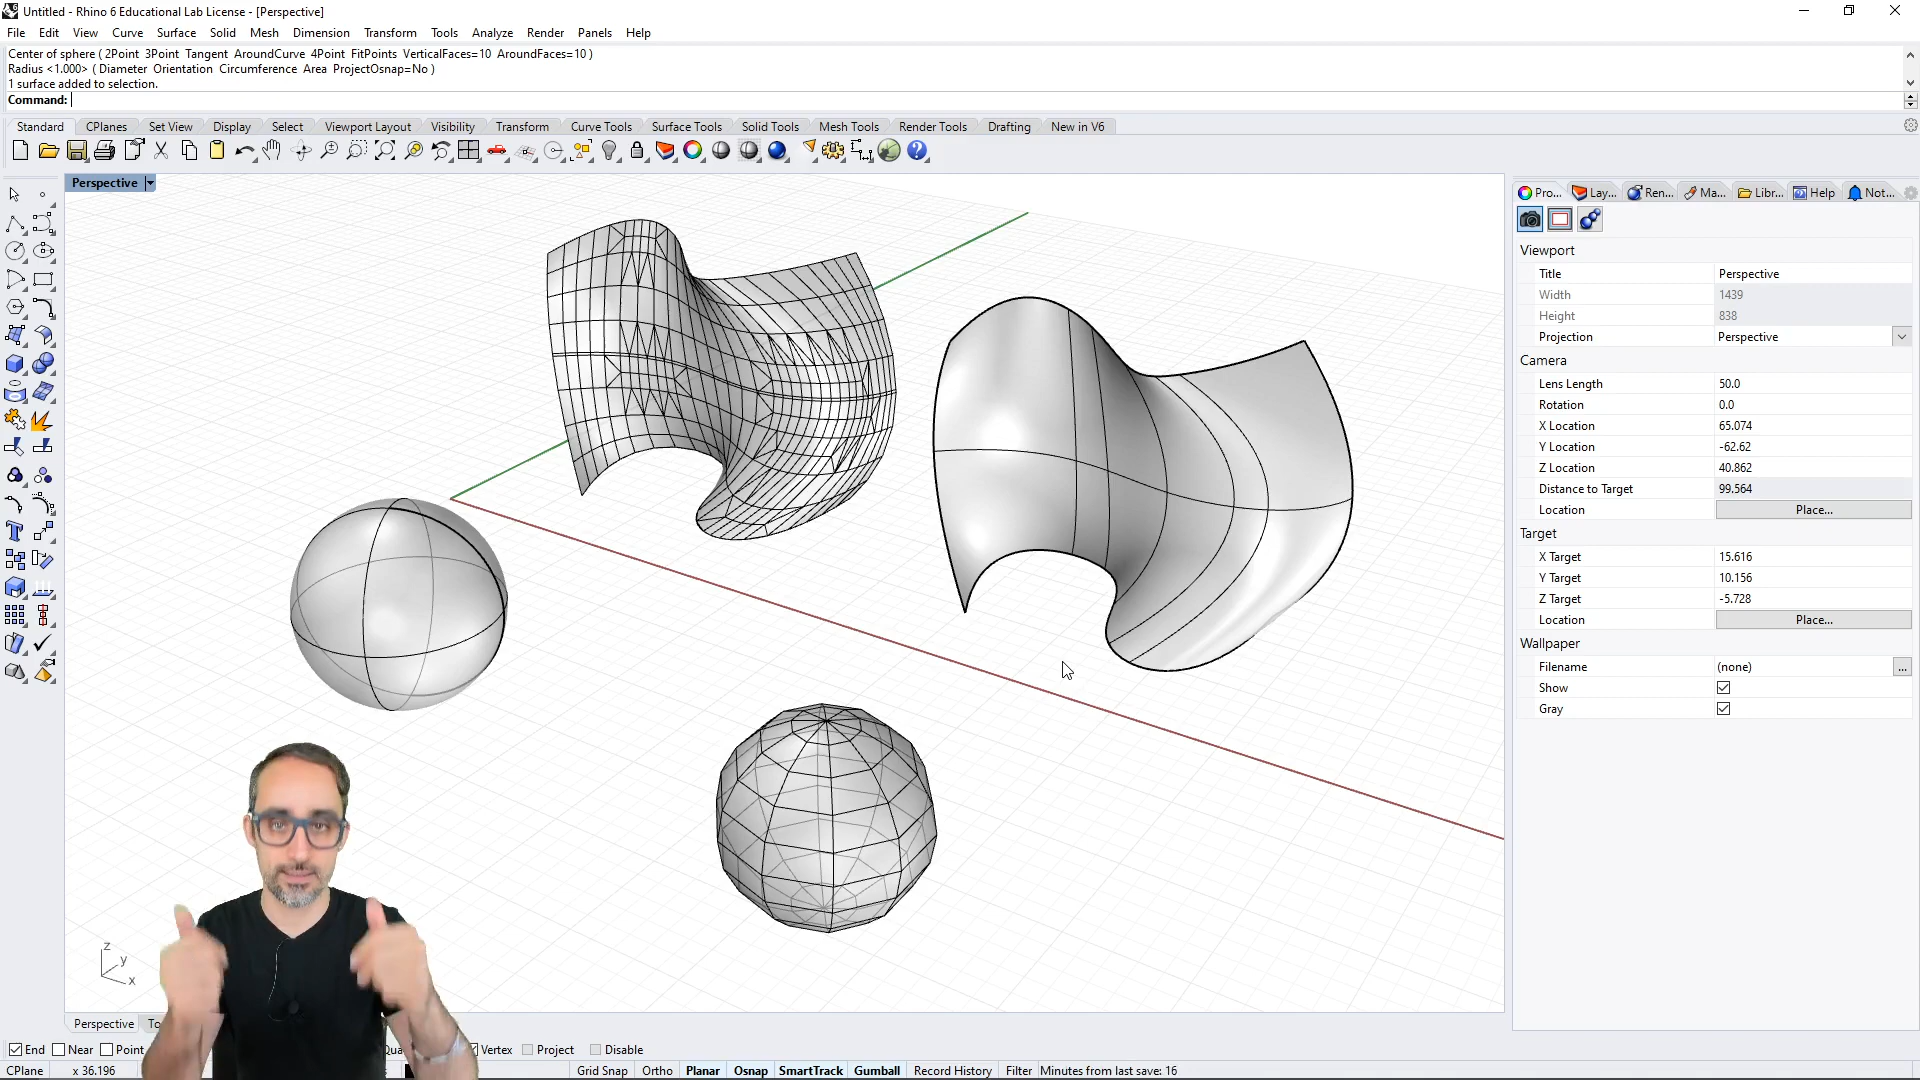 Untitled - Rhino 6 Educational Lab License - [Perspective]
File Edit View Curve Surface Solid Mesh Dimension Transform Tools Analyze Render Panels Help
Center of sphere ( 2Point 3Point Tangent AroundCurve 4Point FitPoints VerticalFaces=10 AroundFaces=10 )
Radius <1.000> ( Diameter Orientation Circumference Area ProjectOsnap=No )
1 surface added to selection.
Command:
Standard CPlanes Set View Display Select Viewport Layout Visibility Transform Curve Tools Surface Tools Solid Tools Mesh Tools Render Tools Drafting New in V6
Perspective
Pro... Lay... Ren... Ma... Libr... Help Not...
Viewport
Title Perspective
Width 1439
Height 838
Projection Perspective
Camera
Lens Length 50.0
Rotation 0.0
X Location 65.074
Y Location -62.62
Z Location 40.862
Distance to Target 99.564
Location Place...
Target
X Target 15.616
Y Target 10.156
Z Target -5.728
Location Place...
Wallpaper
Filename (none) ...
Show
Gray
z
y
x
Perspective To
End Near Point Qua Vertex Project Disable
CPlane x 36.196 Grid Snap Ortho Planar Osnap SmartTrack Gumball Record History Filter Minutes from last save: 16